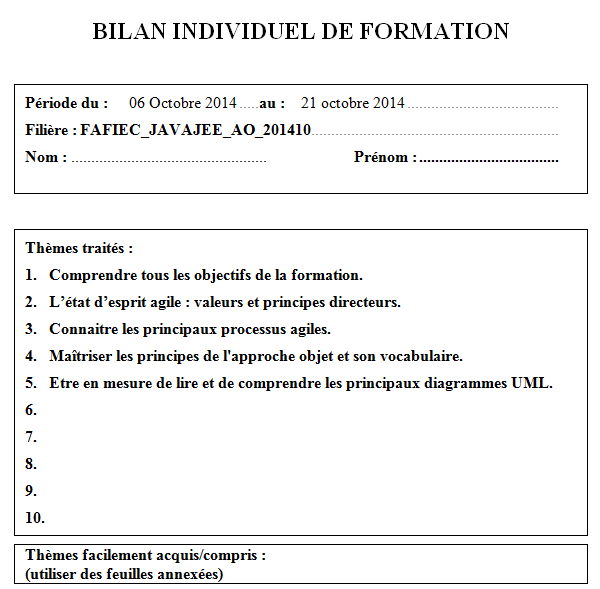 BILAN INDIVIDUEL DE FORMATION
Période du : 06 Octobre 2014.....au : 21 octobre 2014.......................................
Filière : FAFIEC_JAVAJEE_AO_201410..............................................................
Nom : .................................................. Prénom :...................................
Thèmes traités :
1. Comprendre tous les objectifs de la formation.
2. L’état d’esprit agile : valeurs et principes directeurs.
3. Connaitre les principaux processus agiles.
4. Maîtriser les principes de l'approche objet et son vocabulaire.
5. Etre en mesure de lire et de comprendre les principaux diagrammes UML.
6.
7.
8.
9.
10.
Thèmes facilement acquis/compris :
(utiliser des feuilles annexées)